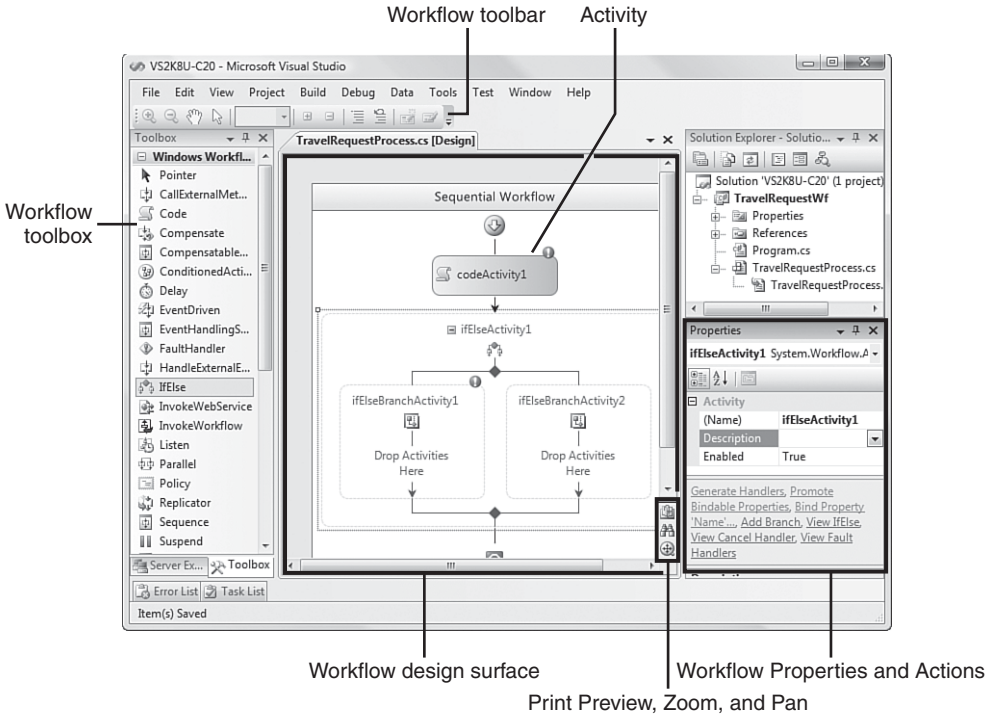 Workflow toolbar
Activity
VS2K8U-C20 - Microsoft Visual Studio
File Edit View Project Build Debug Data Tools Test Window Help
Toolbox
Windows Workfl...
Pointer
CallExternalMet...
Code
Compensate
Compensatable...
ConditionedActi...
Delay
EventDriven
EventHandlingS...
FaultHandler
HandleExternalE...
IfElse
InvokeWebService
InvokeWorkflow
Listen
Parallel
Policy
Replicator
Sequence
Suspend
Server Ex... Toolbox
Workflow
toolbox
TravelRequestProcess.cs [Design]
Sequential Workflow
codeActivity1
ifElseActivity1
ifElseBranchActivity1
Drop Activities
Here
ifElseBranchActivity2
Drop Activities
Here
Solution Explorer - Solutio...
Solution 'VS2K8U-C20' (1 project)
TravelRequestWf
Properties
References
Program.cs
TravelRequestProcess.cs
TravelRequestProcess.
Properties
ifElseActivity1 System.Workflow.A
Activity
(Name) ifElseActivity1
Description
Enabled True
Generate Handlers, Promote
Bindable Properties, Bind Property
'Name'..., Add Branch, View IfElse,
View Cancel Handler, View Fault
Handlers
Error List Task List
Item(s) Saved
Workflow design surface
Workflow Properties and Actions
Print Preview, Zoom, and Pan